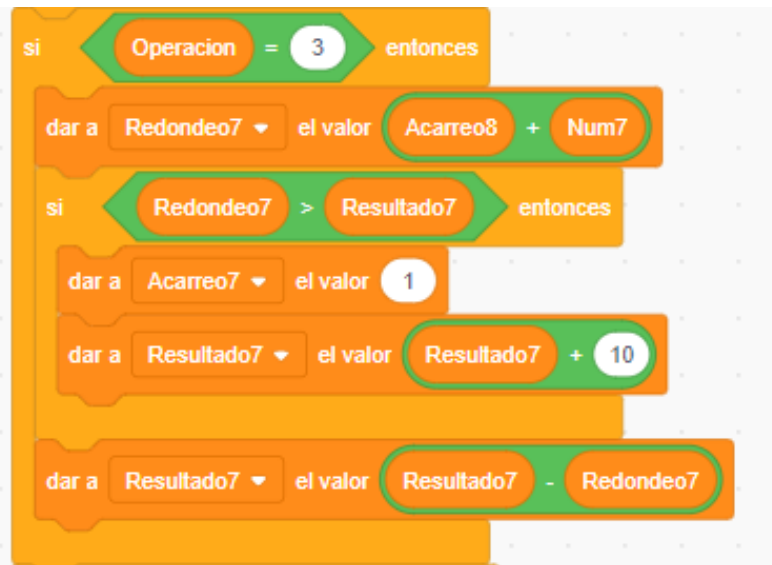 si Operacion = 3 entonces
dar a Redondeo7 el valor Acarreo8 + Num7
si Redondeo7 > Resultado7 entonces
dar a Acarreo7 el valor 1
dar a Resultado7 el valor Resultado7 + 10
dar a Resultado7 el valor Resultado7 - Redondeo7